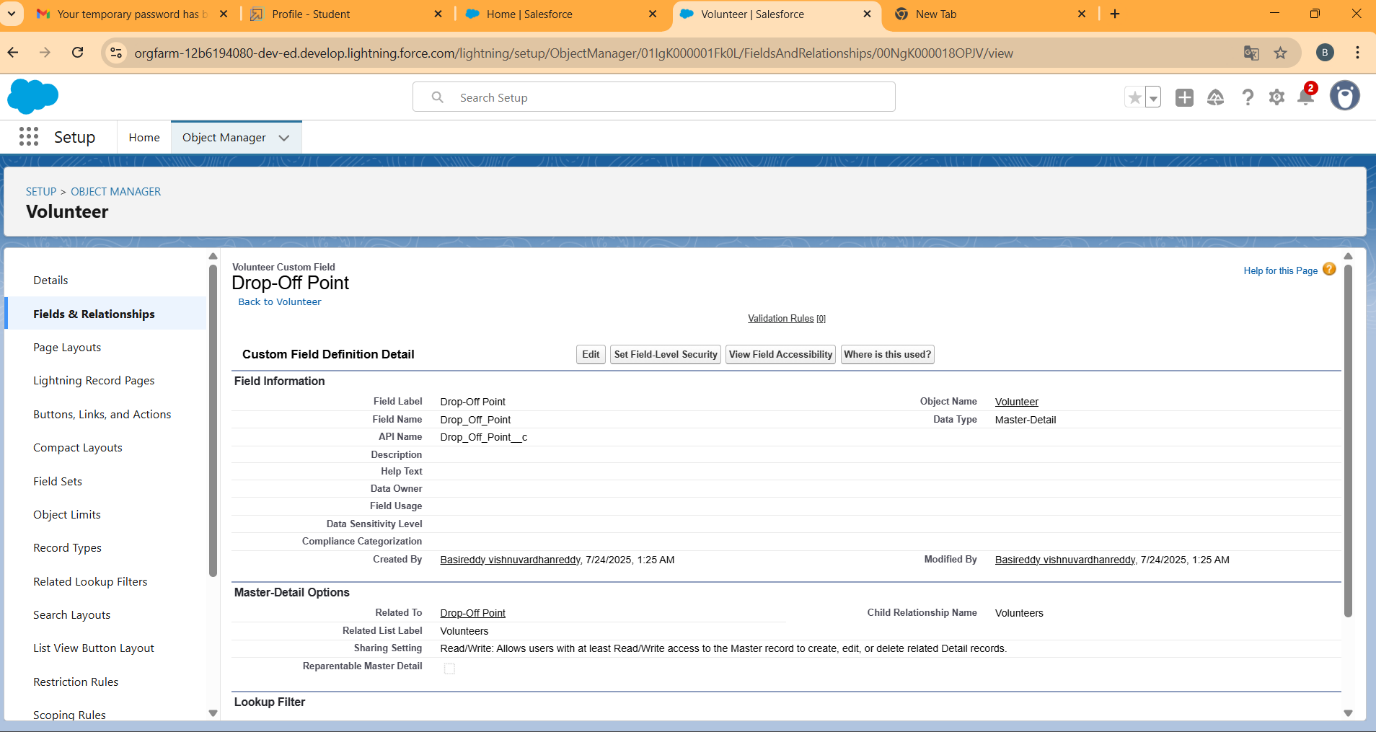 Your temporary password has b
Profile - Student
Home | Salesforce
Volunteer | Salesforce
New Tab
orgfarm-12b6194080-dev-ed.develop.lightning.force.com/lightning/setup/ObjectManager/01IgK000001Fk0L/FieldsAndRelationships/00NgK000018OPJV/view
B
Search Setup
2
Setup
Home
Object Manager
SETUP > OBJECT MANAGER
Volunteer
Details
Fields & Relationships
Page Layouts
Lightning Record Pages
Buttons, Links, and Actions
Compact Layouts
Field Sets
Object Limits
Record Types
Related Lookup Filters
Search Layouts
List View Button Layout
Restriction Rules
Scoping Rules
Volunteer Custom Field
Drop-Off Point
Back to Volunteer
Help for this Page
Validation Rules [0]
Custom Field Definition Detail
Edit Set Field-Level Security View Field Accessibility Where is this used?
Field Information
Field Label Drop-Off Point Object Name Volunteer
Field Name Drop_Off_Point Data Type Master-Detail
API Name Drop_Off_Point__c
Description
Help Text
Data Owner
Field Usage
Data Sensitivity Level
Compliance Categorization
Created By Basireddy vishnuvardhanreddy, 7/24/2025, 1:25 AM Modified By Basireddy vishnuvardhanreddy, 7/24/2025, 1:25 AM
Master-Detail Options
Related To Drop-Off Point Child Relationship Name Volunteers
Related List Label Volunteers
Sharing Setting Read/Write: Allows users with at least Read/Write access to the Master record to create, edit, or delete related Detail records.
Reparentable Master Detail
Lookup Filter